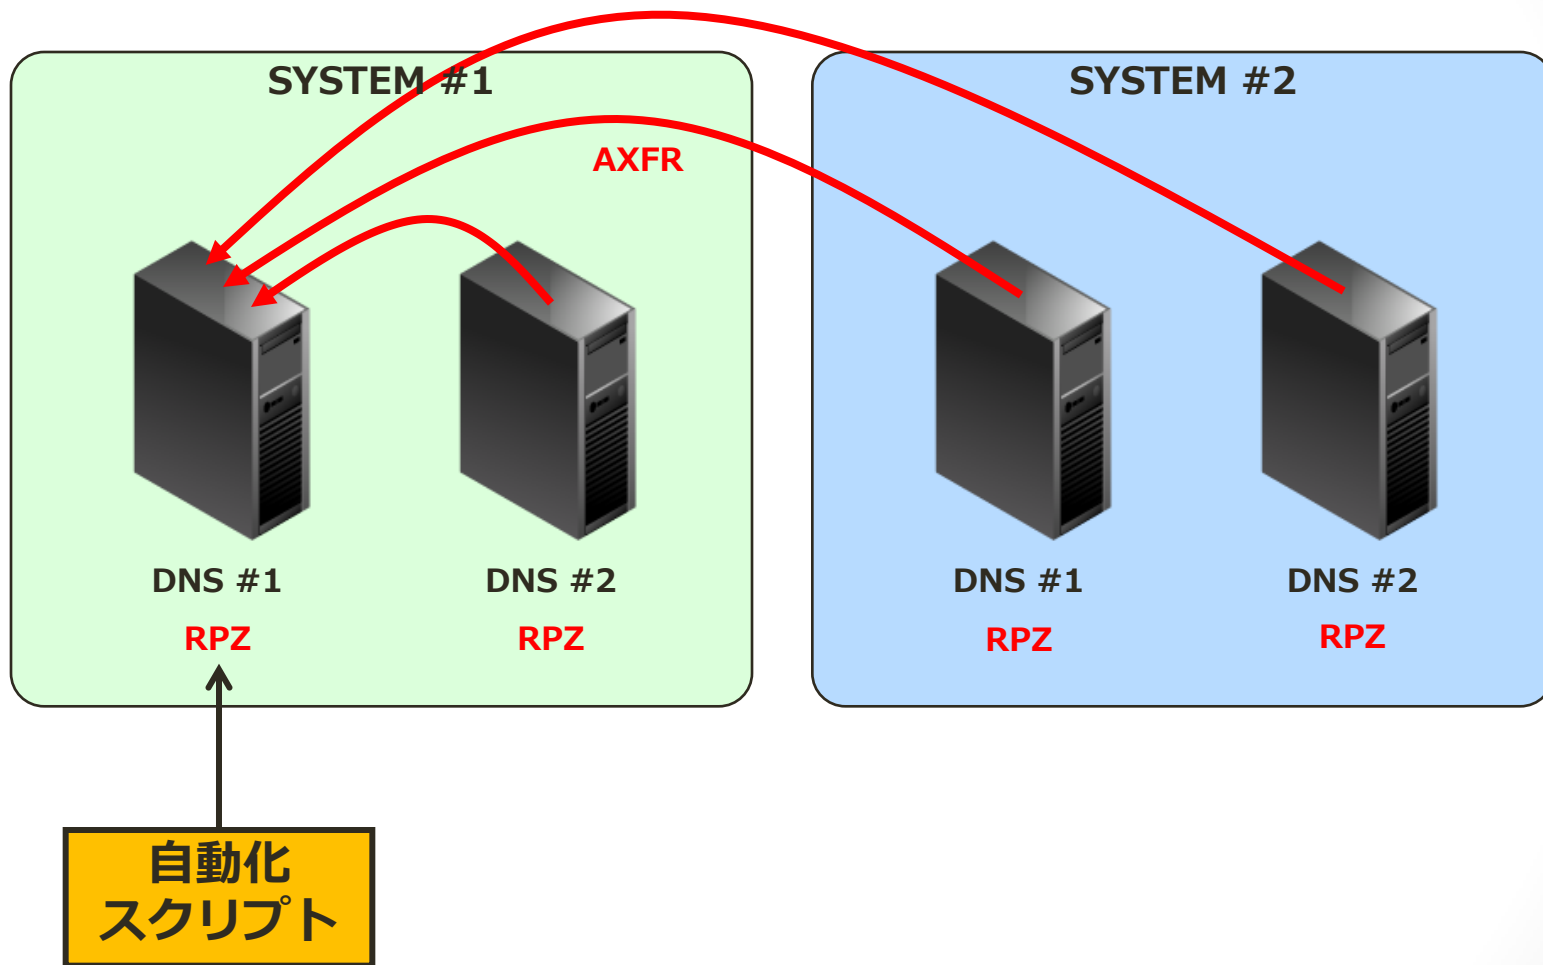 SYSTEM #1
SYSTEM #2
AXFR
DNS #1
DNS #2
DNS #1
DNS #2
RPZ
RPZ
RPZ
RPZ
自動化
スクリプト